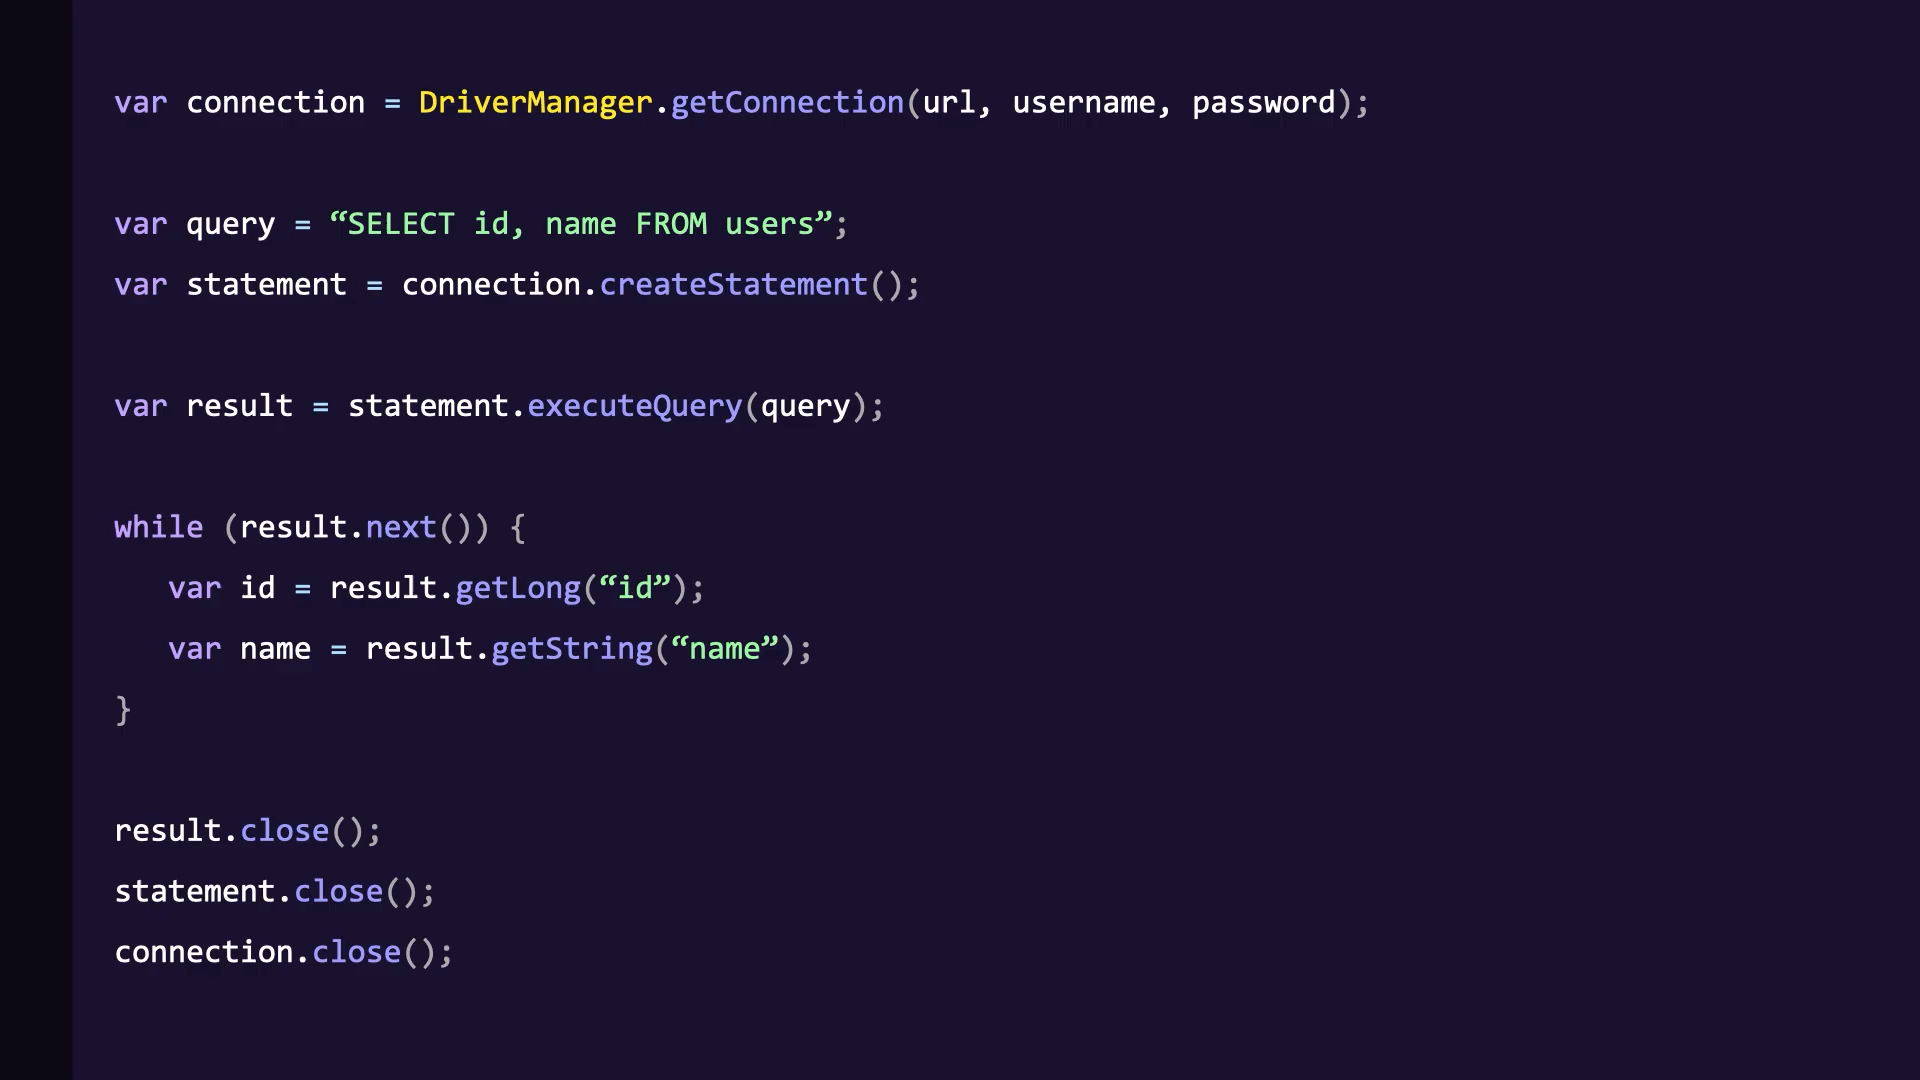 var connection = DriverManager.getConnection(url, username, password);
var query = “SELECT id, name FROM users”;
var statement = connection.createStatement();
var result = statement.executeQuery(query);
while (result.next()) {
   var id = result.getLong(“id”);
   var name = result.getString(“name”);
}
result.close();
statement.close();
connection.close();